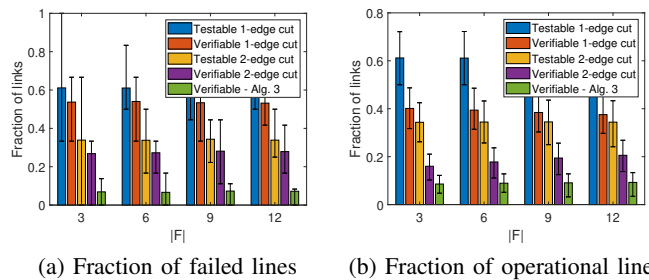 1
0.8
0.6
0.4
0.2
0
Fraction of links
Testable 1-edge cut
Verifiable 1-edge cut
Testable 2-edge cut
Verifiable 2-edge cut
Verifiable - Alg. 3
3 6 9 12
|F|
(a) Fraction of failed lines
0.8
0.6
0.4
0.2
0
Fraction of links
Testable 1-edge cut
Verifiable 1-edge cut
Testable 2-edge cut
Verifiable 2-edge cut
Verifiable - Alg. 3
3 6 9 12
|F|
(b) Fraction of operational line